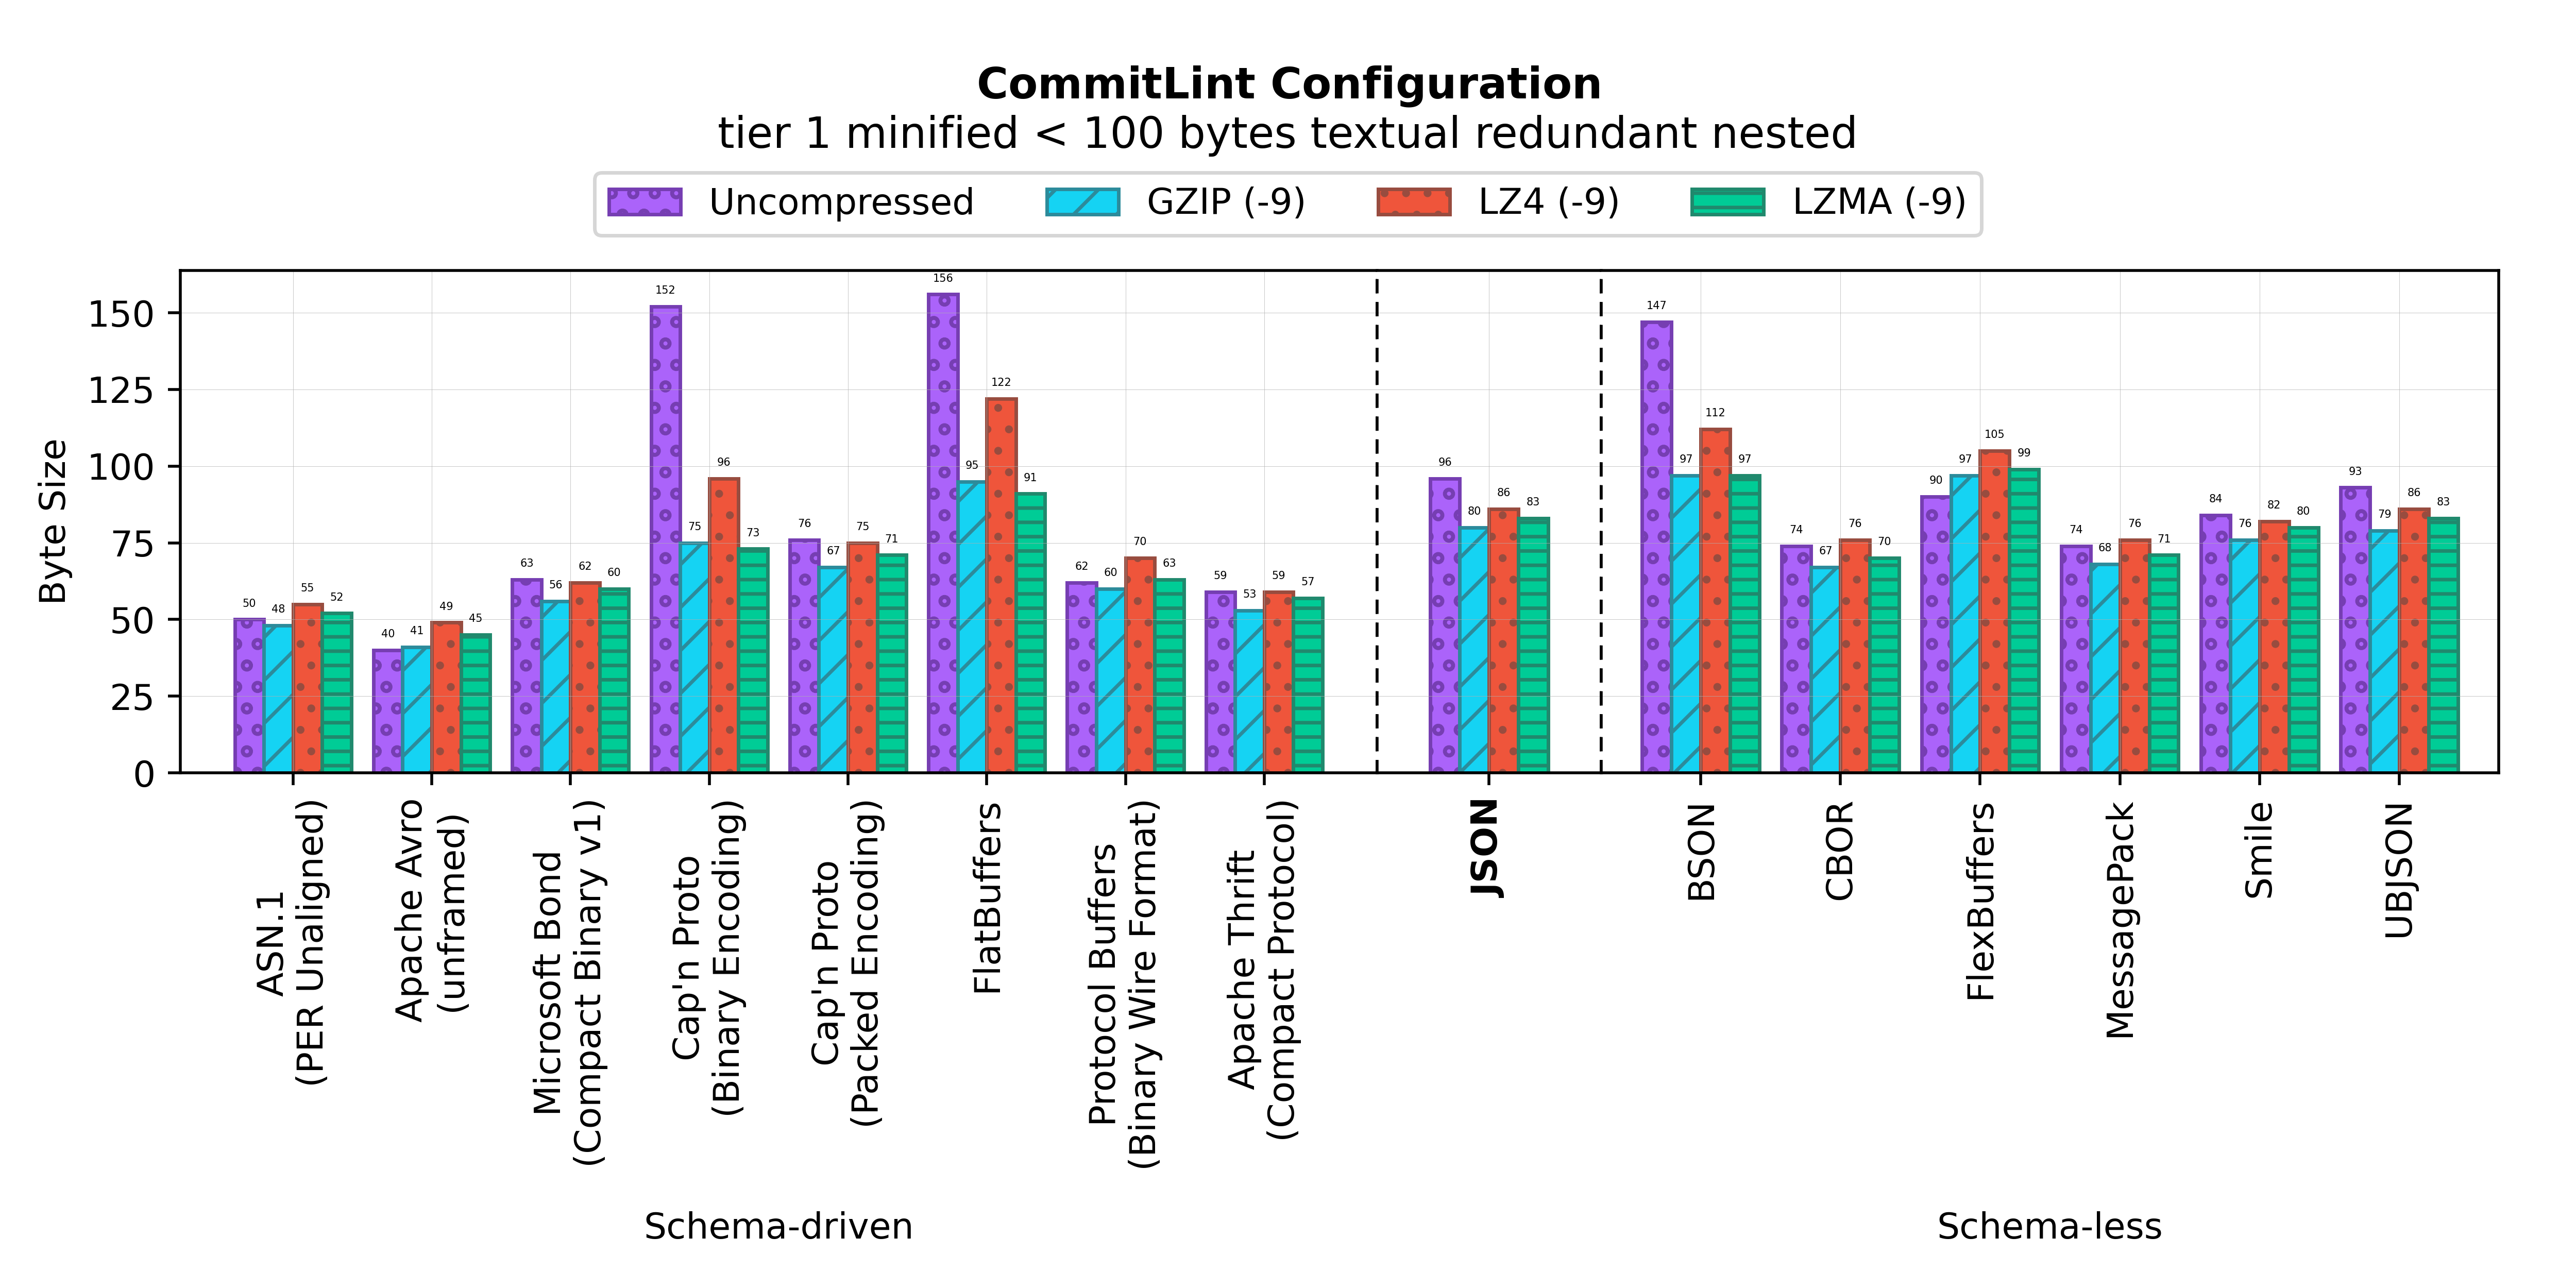 CommitLint Configuration
tier 1 minified < 100 bytes textual redundant nested
Uncompressed GZIP (-9) LZ4 (-9) LZMA (-9)
Byte Size
150
125
100
75
50
25
0
50 48 55 52
40 41 49 45
63 56 62 60
152 75 96 73
76 67 75 71
156 95 122 91
62 60 70 63
59 53 59 57
96 80 86 83
147 97 112 97
74 67 76 70
90 97 105 99
74 68 76 71
84 76 82 80
93 79 86 83
ASN.1
(PER Unaligned)
Apache Avro
(unframed)
Microsoft Bond
(Compact Binary v1)
Cap'n Proto
(Binary Encoding)
Cap'n Proto
(Packed Encoding)
FlatBuffers
Protocol Buffers
(Binary Wire Format)
Apache Thrift
(Compact Protocol)
JSON
BSON
CBOR
FlexBuffers
MessagePack
Smile
UBJSON
Schema-driven
Schema-less